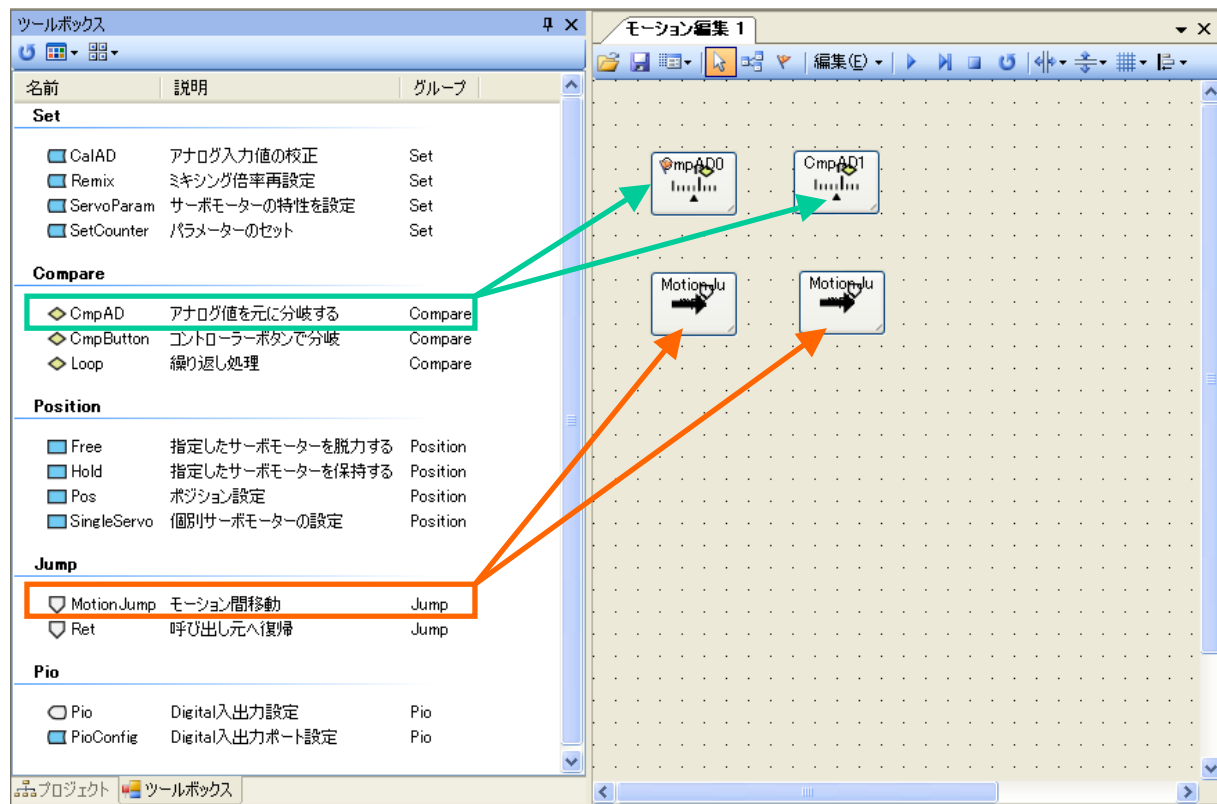 ツールボックス
名前 説明 グループ
Set
CalAD アナログ入力値の校正 Set
Remix ミキシング倍率再設定 Set
ServoParam サーボモーターの特性を設定 Set
SetCounter パラメーターのセット Set
Compare
CmpAD アナログ値を元に分岐する Compare
CmpButton コントローラーボタンで分岐 Compare
Loop 繰り返し処理 Compare
Position
Free 指定したサーボモーターを脱力する Position
Hold 指定したサーボモーターを保持する Position
Pos ポジション設定 Position
SingleServo 個別サーボモーターの設定 Position
Jump
MotionJump モーション間移動 Jump
Ret 呼び出し元へ復帰 Jump
Pio
Pio Digital入出力設定 Pio
PioConfig Digital入出力ポート設定 Pio
プロジェクト ツールボックス
モーション編集 1
編集(E)
CmpAD0 CmpAD1
MotionJu MotionJu